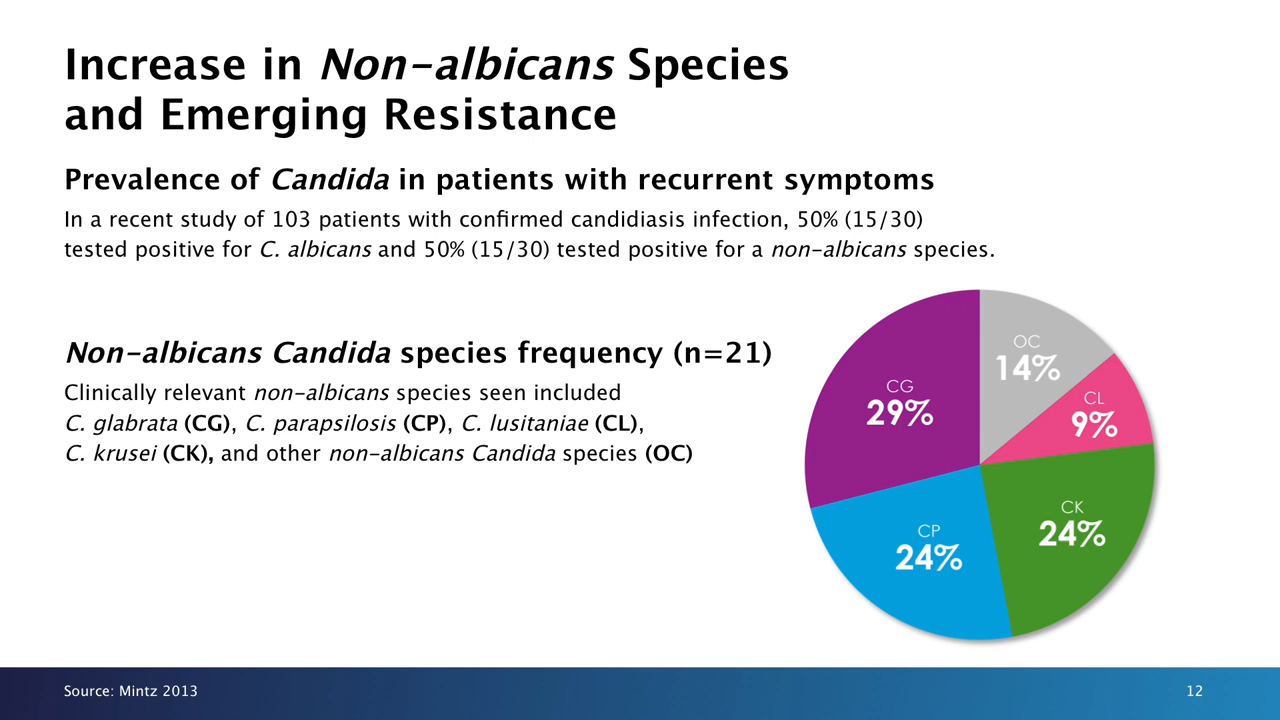 Increase in Non-albicans Species
and Emerging Resistance
Prevalence of Candida in patients with recurrent symptoms
In a recent study of 103 patients with confirmed candidiasis infection, 50% (15/30)
tested positive for C. albicans and 50% (15/30) tested positive for a non-albicans species.
Non-albicans Candida species frequency (n=21)
Clinically relevant non-albicans species seen included
C. glabrata (CG), C. parapsilosis (CP), C. lusitaniae (CL),
C. krusei (CK), and other non-albicans Candida species (OC)
OC
14%
CL
9%
CG
29%
CK
24%
CP
24%
Source: Mintz 2013
12